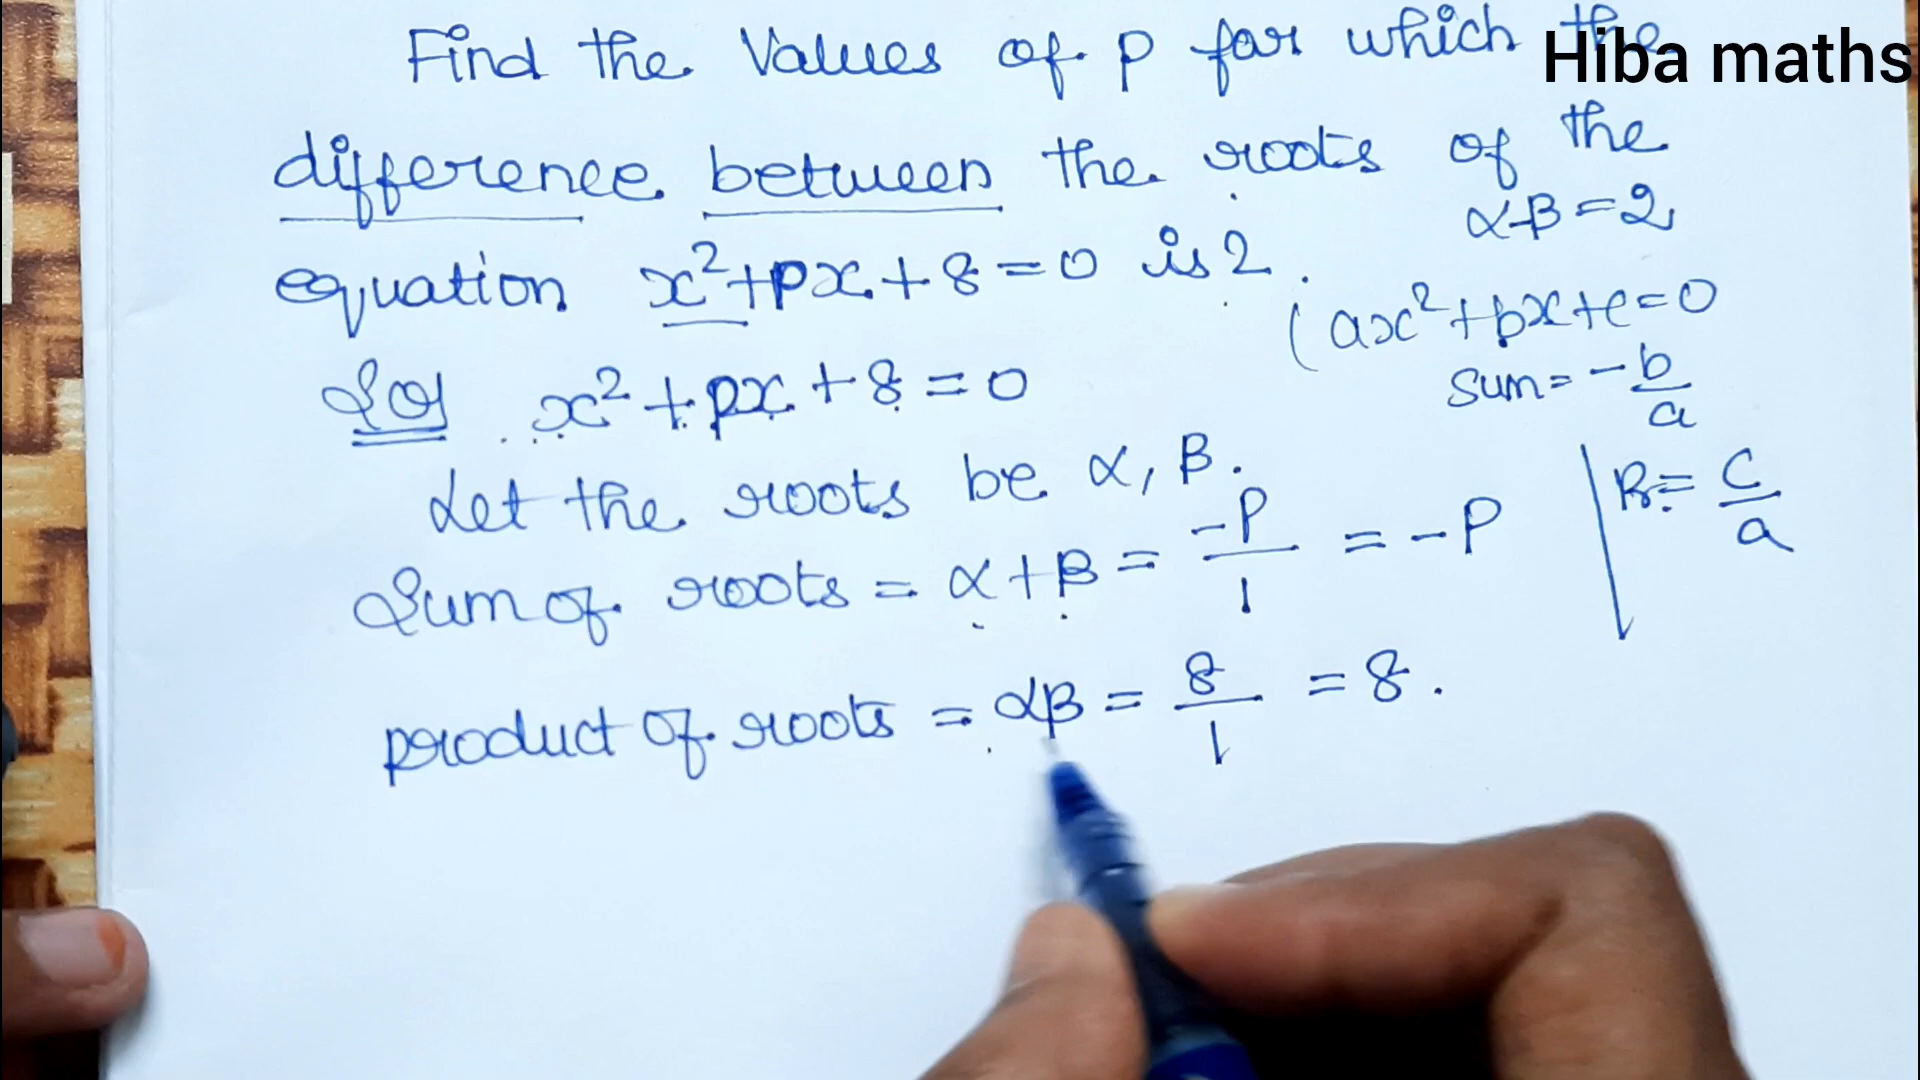 Find the Values of p for which the
Hiba maths
difference between the roots of the
α-β=2
equation x²+px+8=0 is 2.
(ax²+bx+c=0
Sol x²+px+8=0
sum=-b/a
Let the roots be α, β.
P=c/a
Sum of roots = α+β = -P/1 = -P
product of roots = αβ = 8/1 = 8.